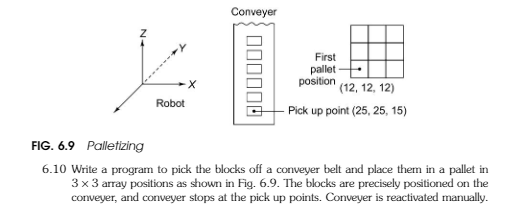 Conveyer
Z
Y
X
Robot
First
pallet
position
(12, 12, 12)
Pick up point (25, 25, 15)
FIG. 6.9 Palletizing
6.10 Write a program to pick the blocks off a conveyer belt and place them in a pallet in
3 × 3 array positions as shown in Fig. 6.9. The blocks are precisely positioned on the
conveyer, and conveyer stops at the pick up points. Conveyer is reactivated manually.